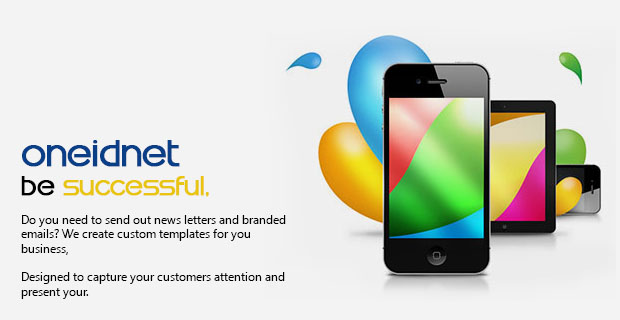 oneidnet
be successful.
Do you need to send out news letters and branded
emails? We create custom templates for you
business,
Designed to capture your customers attention and
present your.